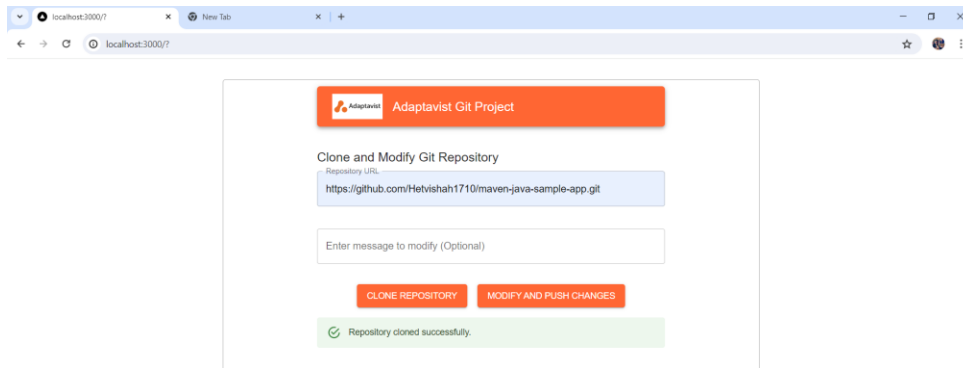 localhost:3000/?
New Tab
localhost:3000/?
Adaptavist
Adaptavist Git Project
Clone and Modify Git Repository
Repository URL
https://github.com/Hetvishah1710/maven-java-sample-app.git
Enter message to modify (Optional)
CLONE REPOSITORY
MODIFY AND PUSH CHANGES
Repository cloned successfully.